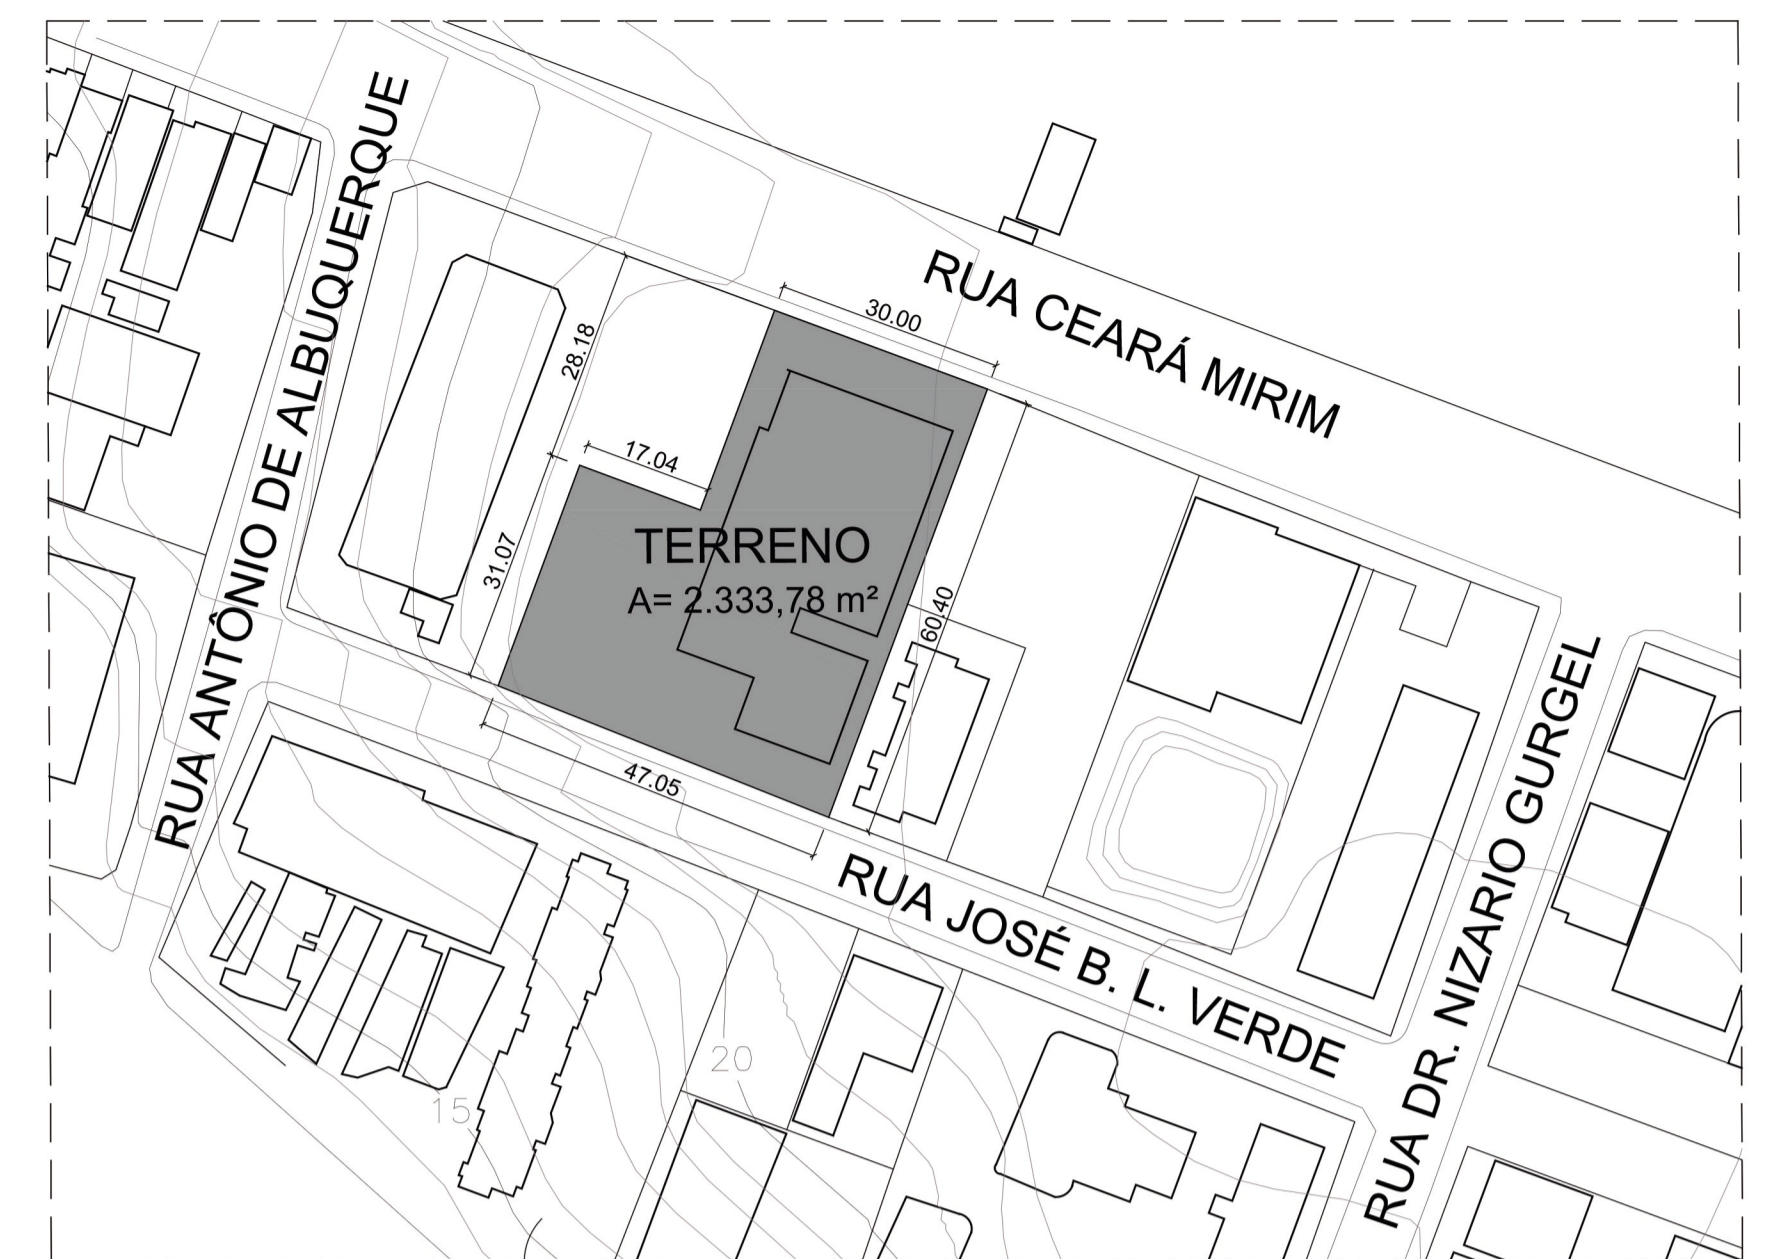 RUA ANTÔNIO DE ALBUQUERQUE
RUA CEARÁ MIRIM
30.00
28.18
17.04
TERRENO
A= 2.333,78 m²
31.07
60.40
47.05
RUA JOSÉ B. L. VERDE
RUA DR. NIZARIO GURGEL
20
15